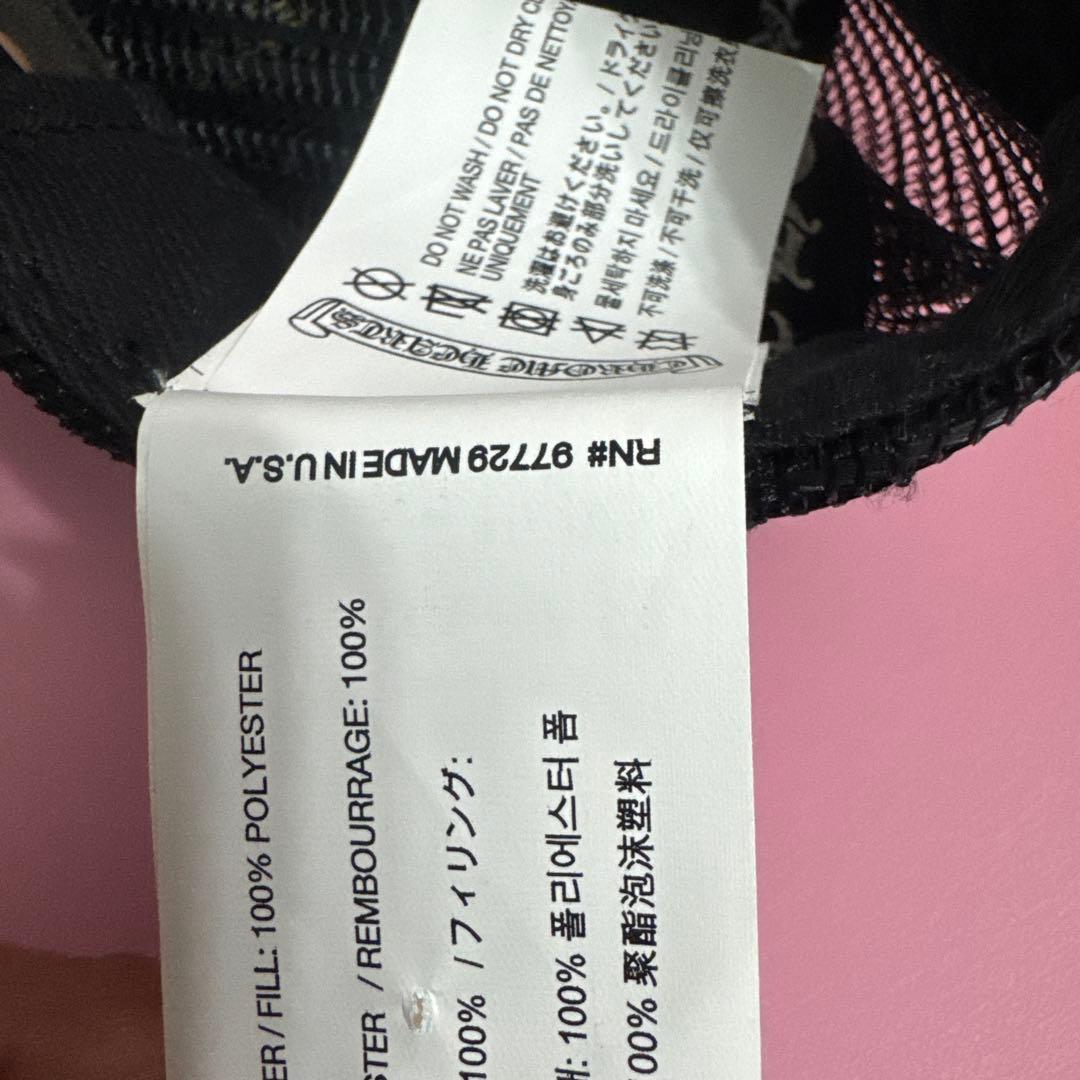 DO NOT WASH / DO NOT DRY
NE PAS LAVER / PAS DE NETTOY
UNIQUEMENT
洗濯はお避けください。/ ドライ
身ごろのみ部分洗いしてください
물세탁하지 마세요 / 드라이클리닝
不可洗涤 / 不可干洗 / 仅可擦洗衣
CHROME HEARTS
RN# 97729 MADE IN U.S.A.
ER / FILL: 100% POLYESTER
STER / REMBOURRAGE: 100%
100% / フィリング:
: 100% 폴리에스터 폼
100% 聚酯泡沫塑料